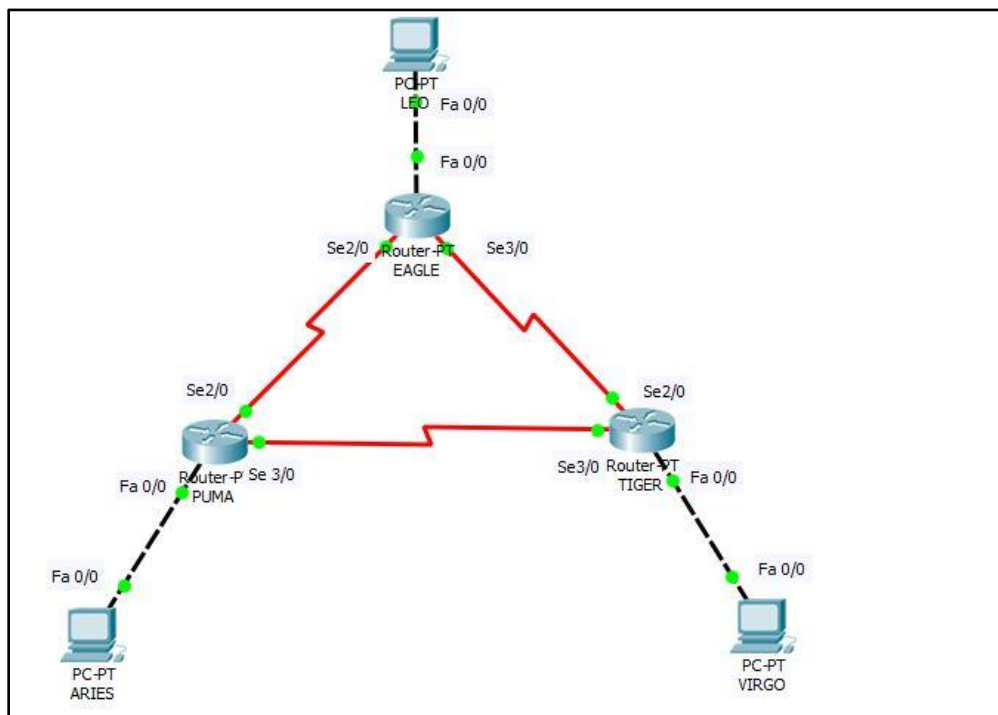 PC-PT
LEO
Fa 0/0
Fa 0/0
Se2/0
Router-PT
EAGLE
Se3/0
Se2/0
Se2/0
Router-P
Se 3/0
PUMA
Se3/0
Router-PT
TIGER
Fa 0/0
Fa 0/0
Fa 0/0
Fa 0/0
PC-PT
ARIES
PC-PT
VIRGO